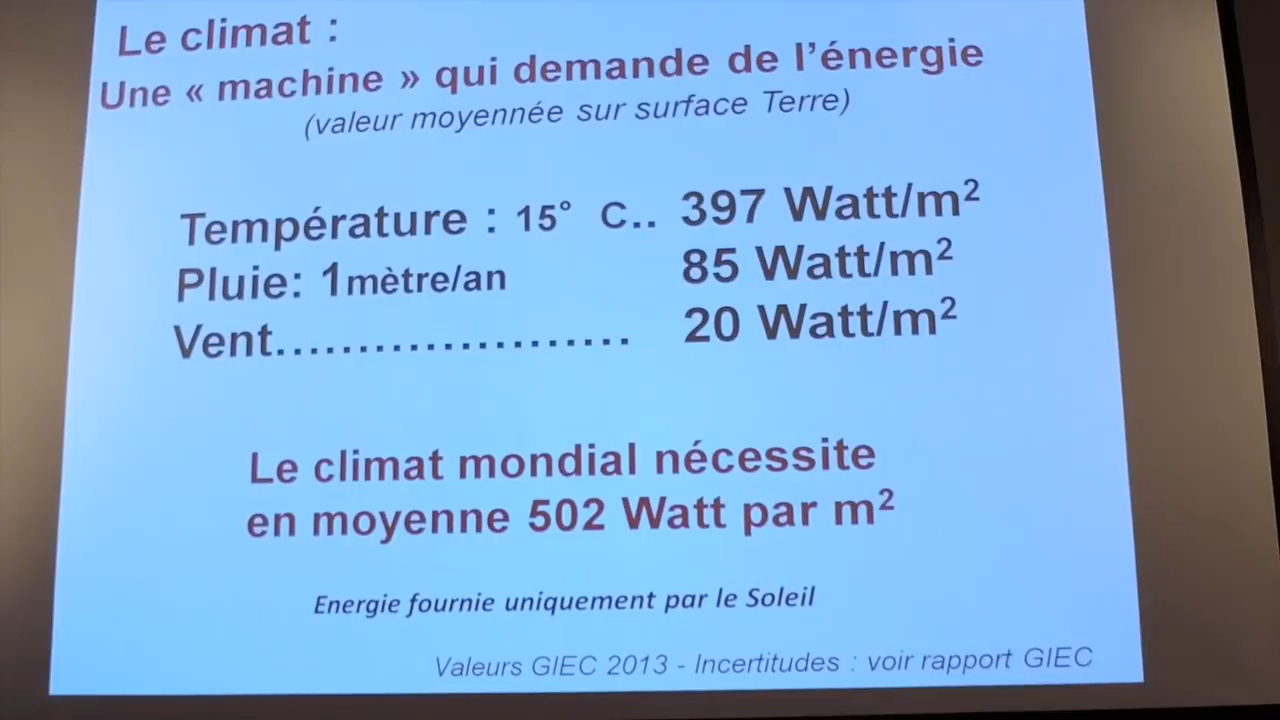 Le climat :
Une « machine » qui demande de l’énergie
(valeur moyennée sur surface Terre)
Température : 15° C.. 397 Watt/m²
Pluie: 1mètre/an 85 Watt/m²
Vent..................... 20 Watt/m²
Le climat mondial nécessite
en moyenne 502 Watt par m²
Energie fournie uniquement par le Soleil
Valeurs GIEC 2013 - Incertitudes : voir rapport GIEC